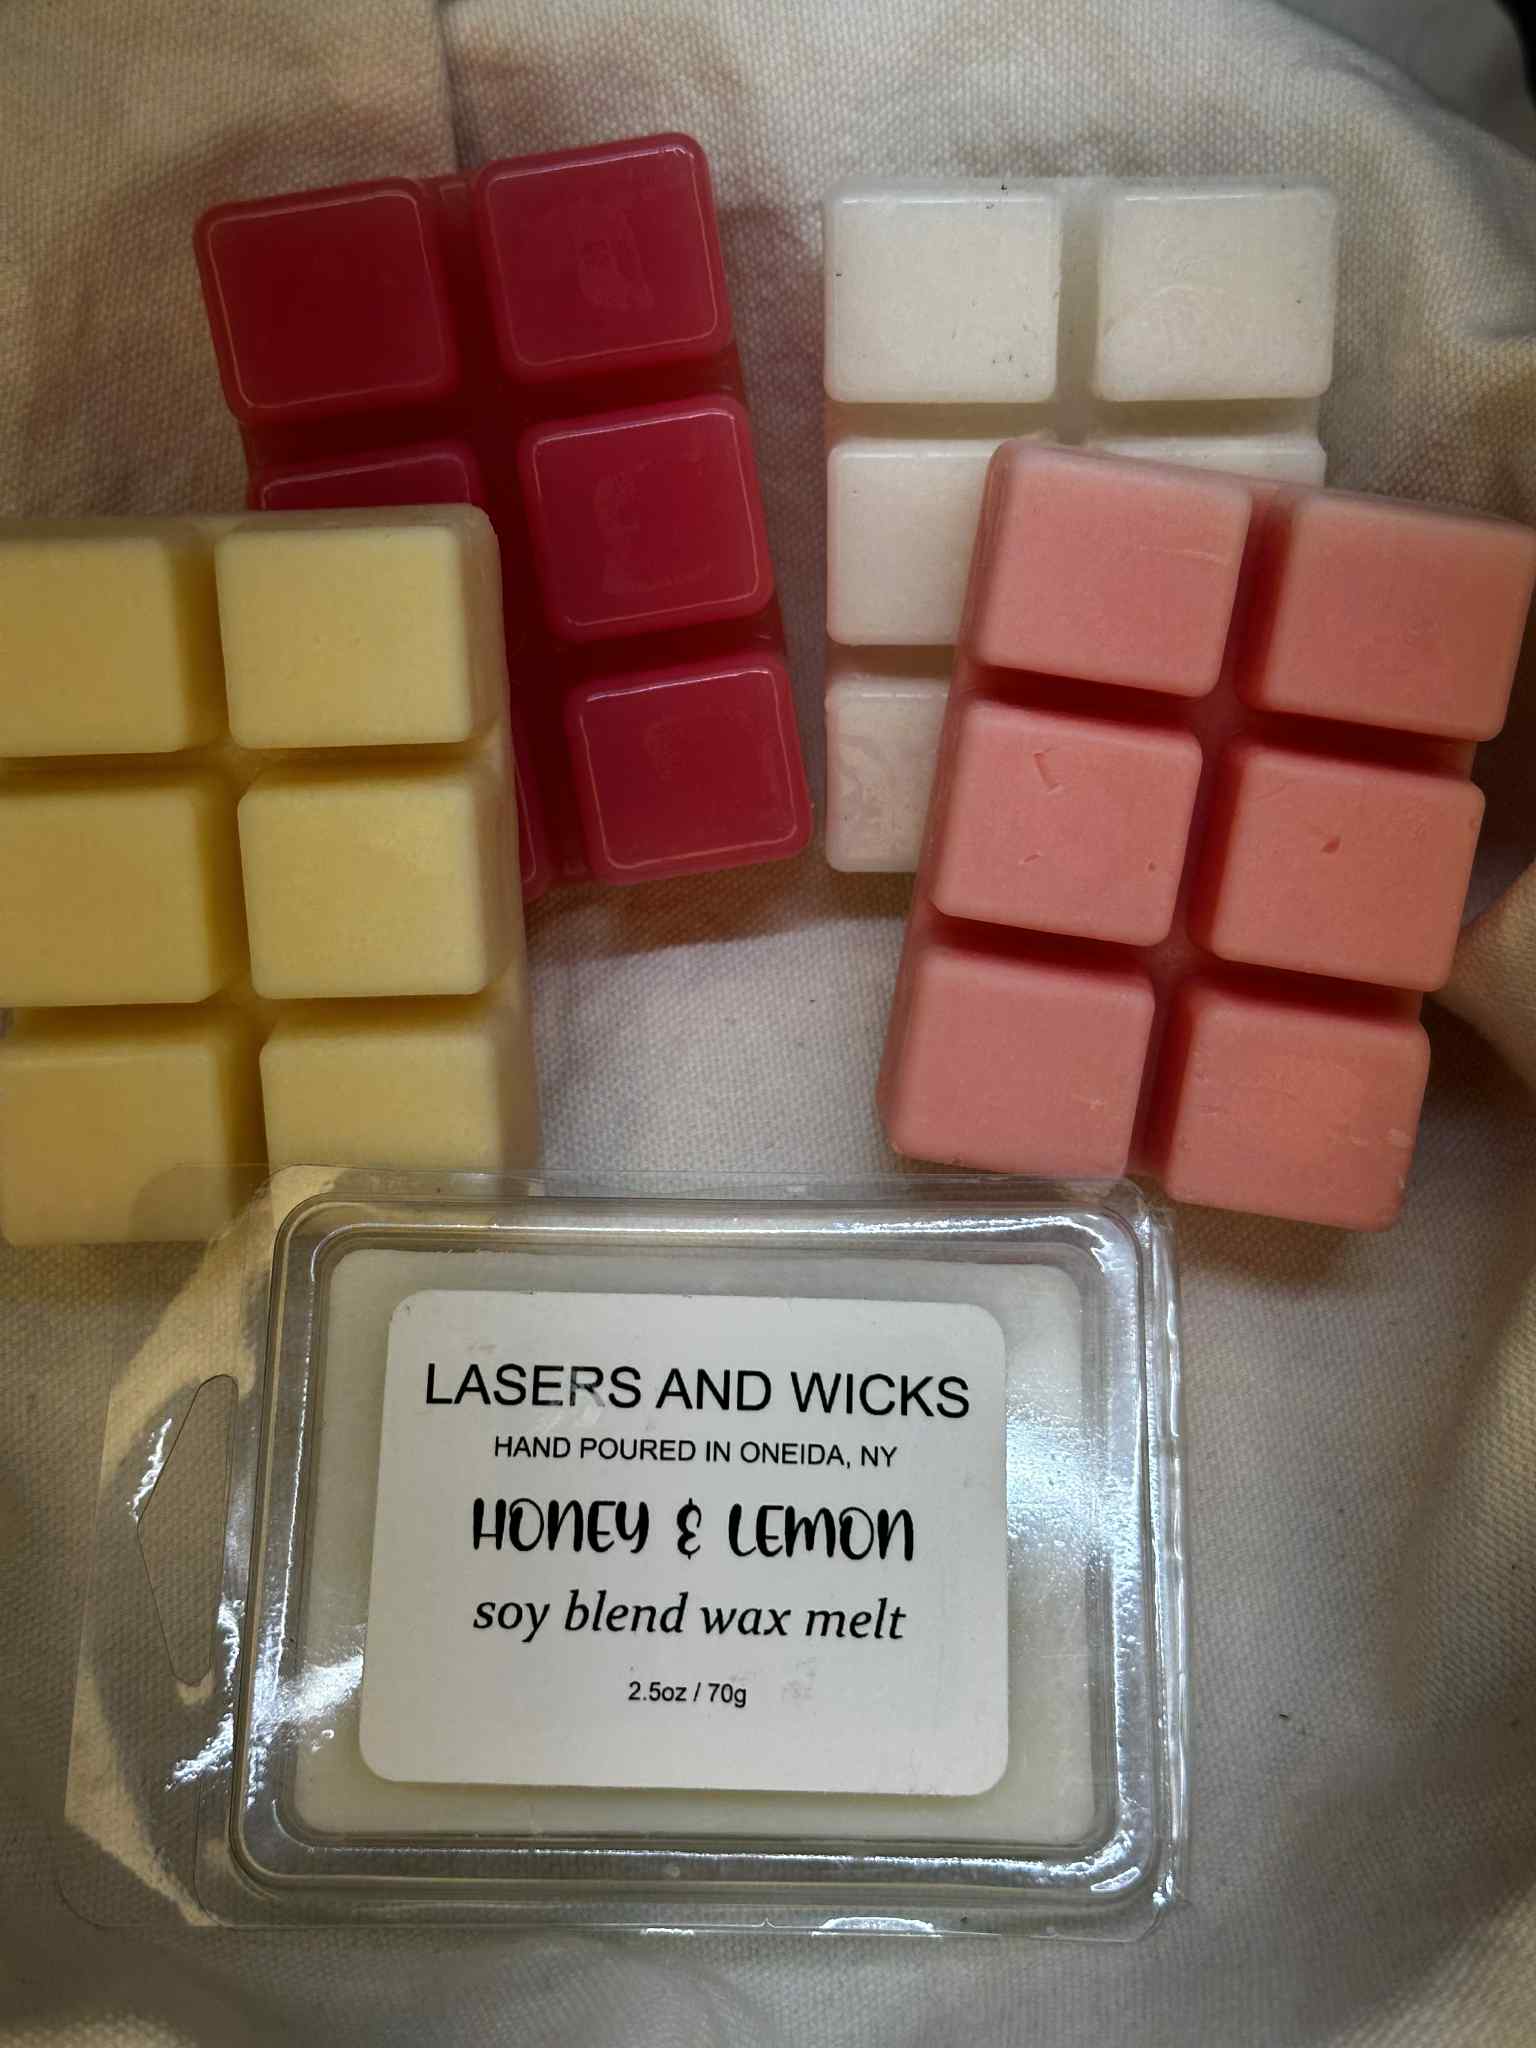 LASERS AND WICKS
HAND POURED IN ONEIDA, NY
HONEY & LEMON
soy blend wax melt
2.5oz / 70g